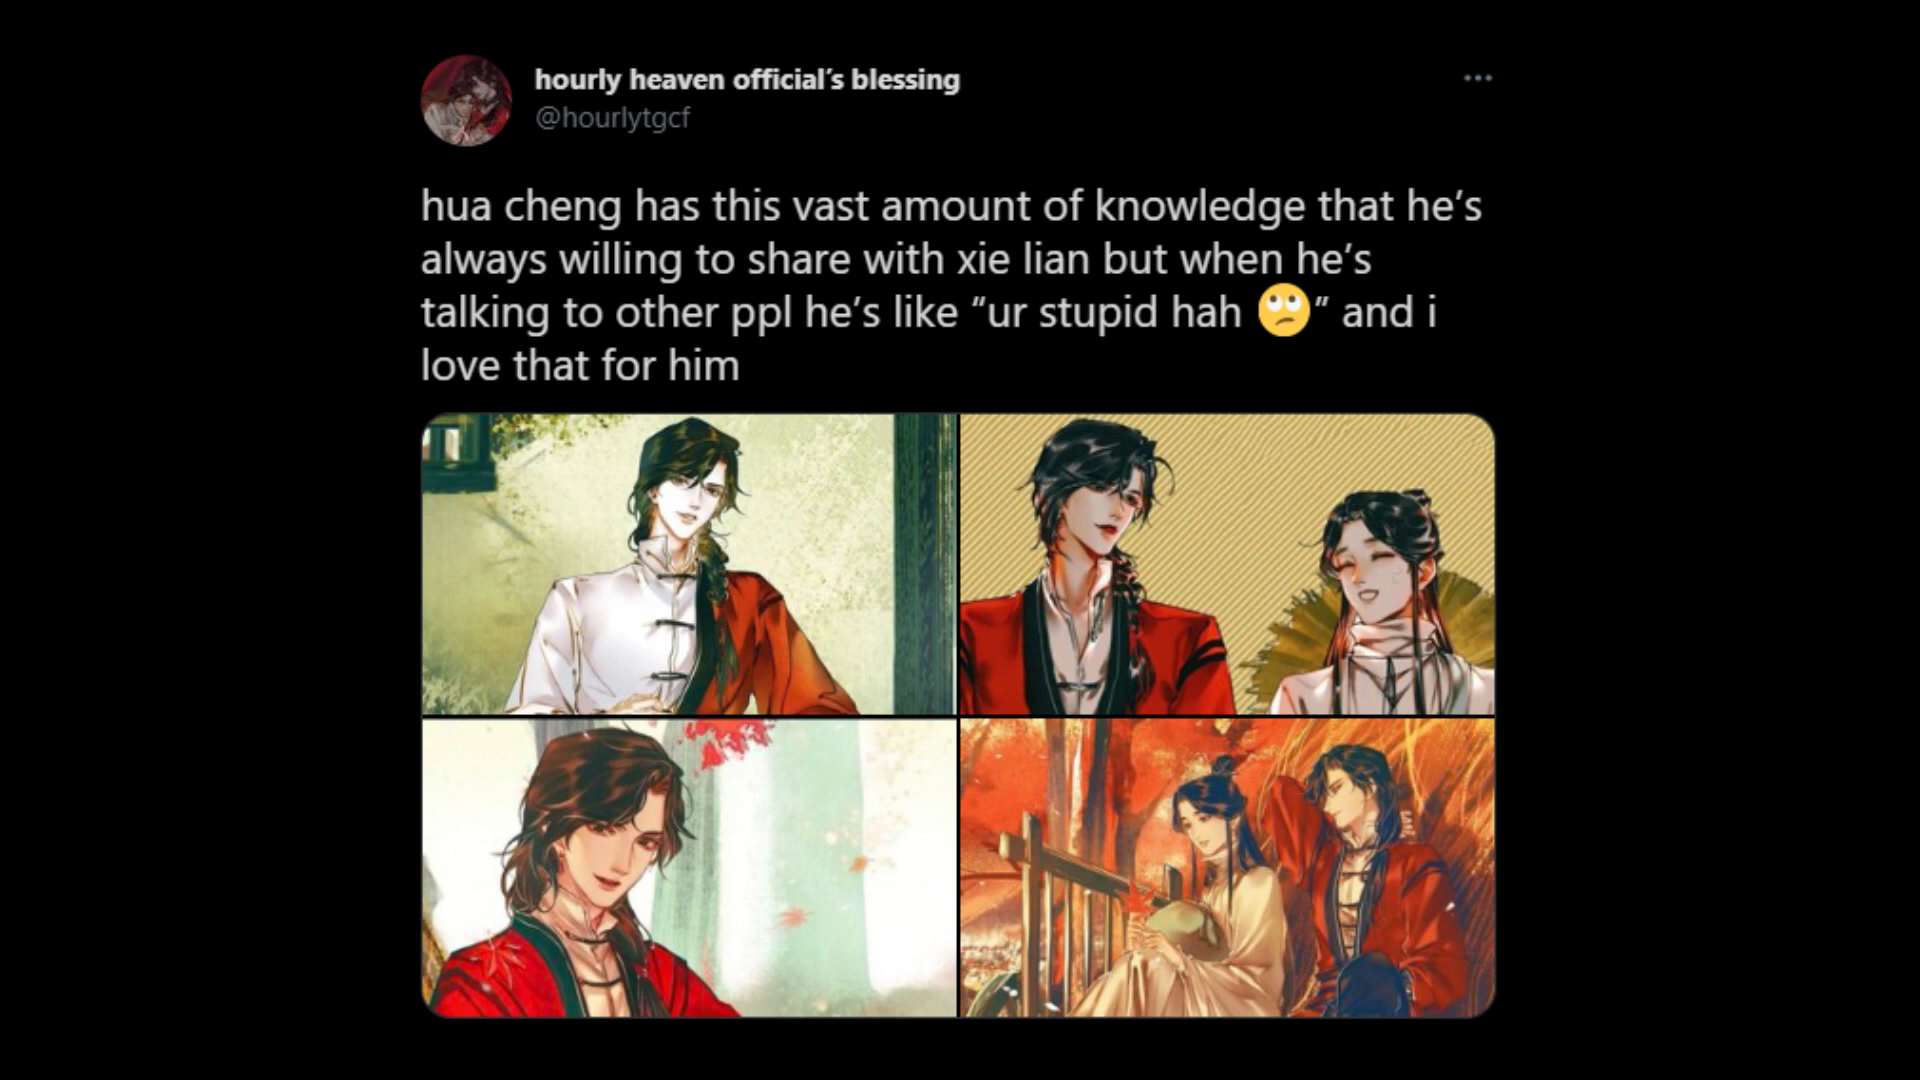 hourly heaven official′s blessing
@hourlytgcf
hua cheng has this vast amount of knowledge that he’s
always willing to share with xie lian but when he’s
talking to other ppl he’s like “ur stupid hah 🙄” and i
love that for him